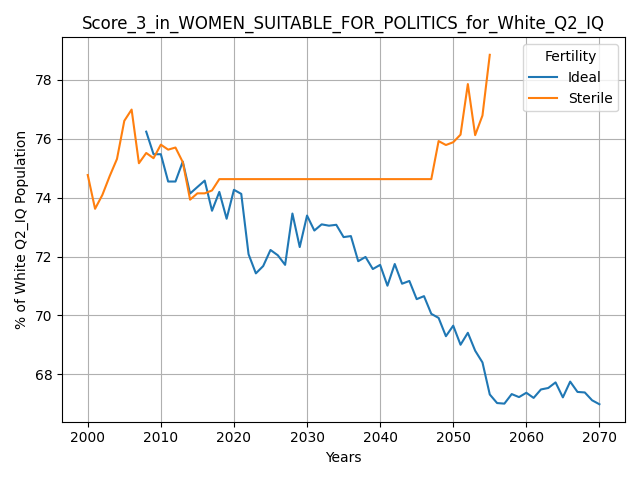 Score_3_in_WOMEN_SUITABLE_FOR_POLITICS_for_White_Q2_IQ
Fertility
Ideal
Sterile
% of White Q2_IQ Population
78
76
74
72
70
68
2000 2010 2020 2030 2040 2050 2060 2070
Years